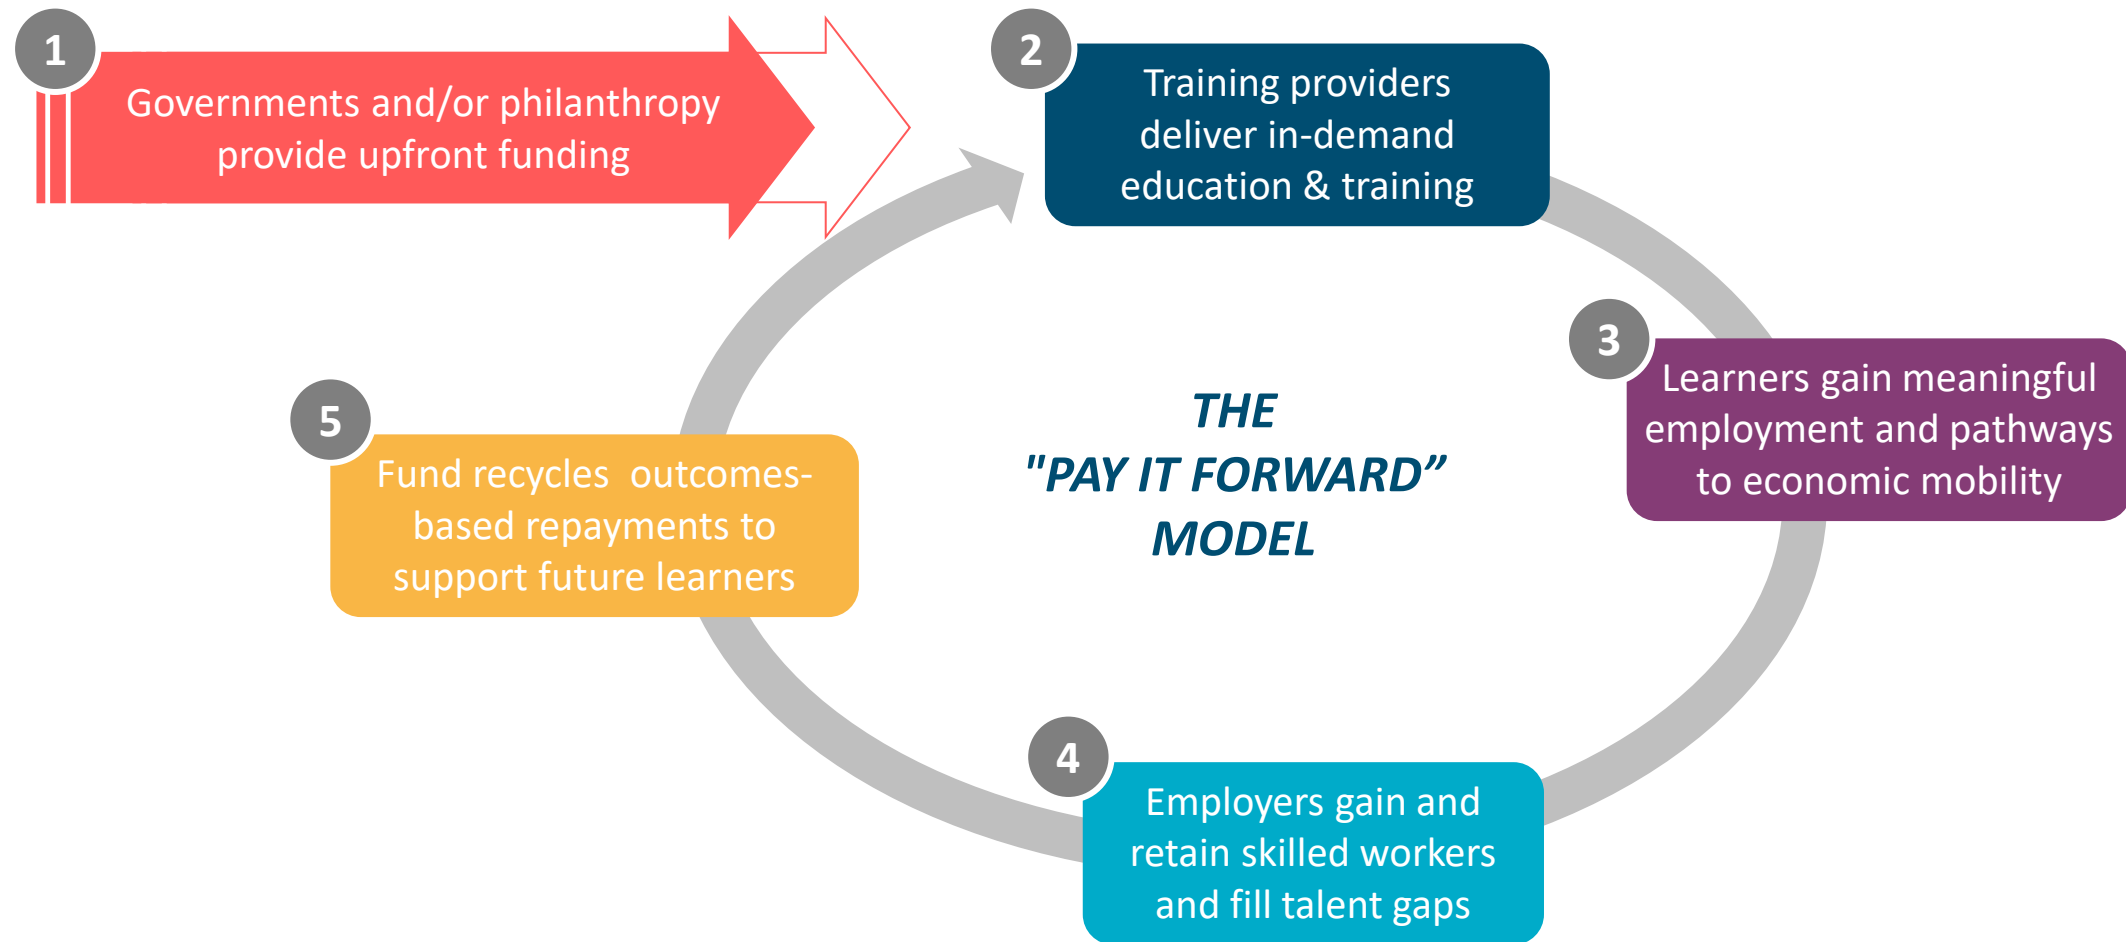 1
Governments and/or philanthropy
provide upfront funding
2
Training providers
deliver in-demand
education & training
3
Learners gain meaningful
employment and pathways
to economic mobility
4
Employers gain and
retain skilled workers
and fill talent gaps
5
Fund recycles  outcomes-
based repayments to
support future learners
THE
"PAY IT FORWARD”
MODEL